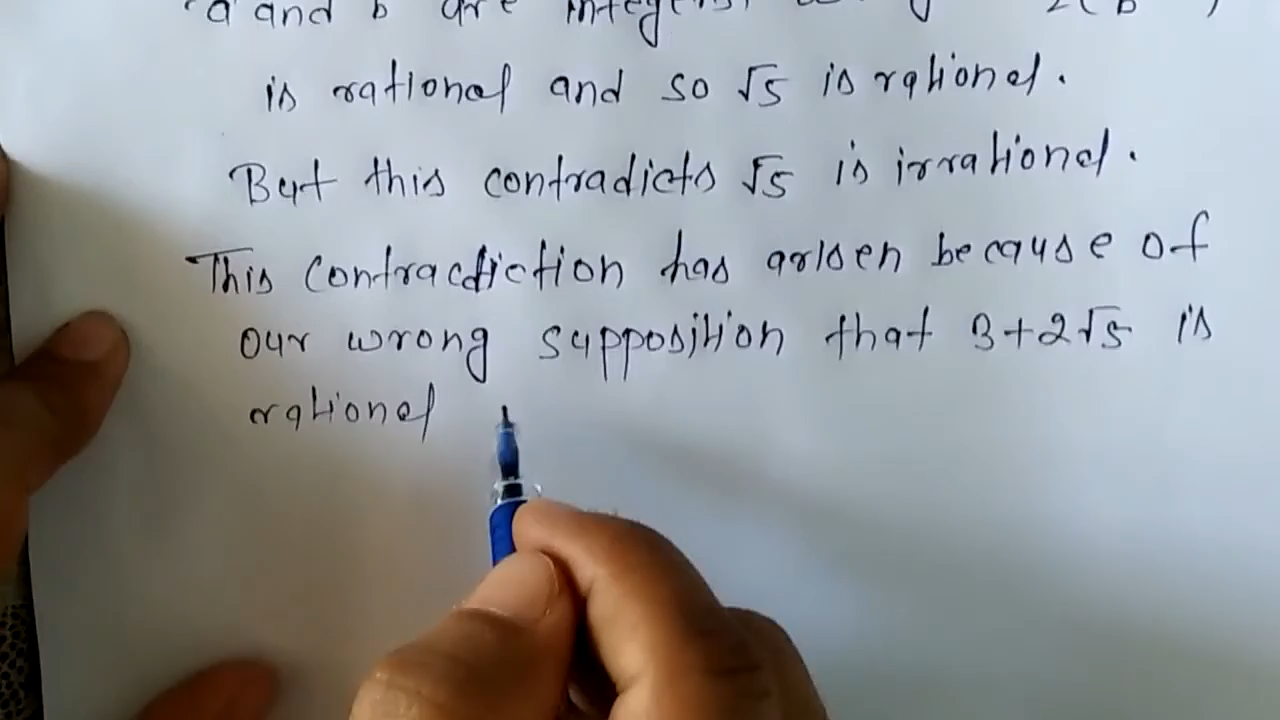 a and b are integers,
is rational and so √5 is rational.
But this contradicts √5 is irrational.
This contradiction has arisen because of
our wrong supposition that 3+2√5 is
rational